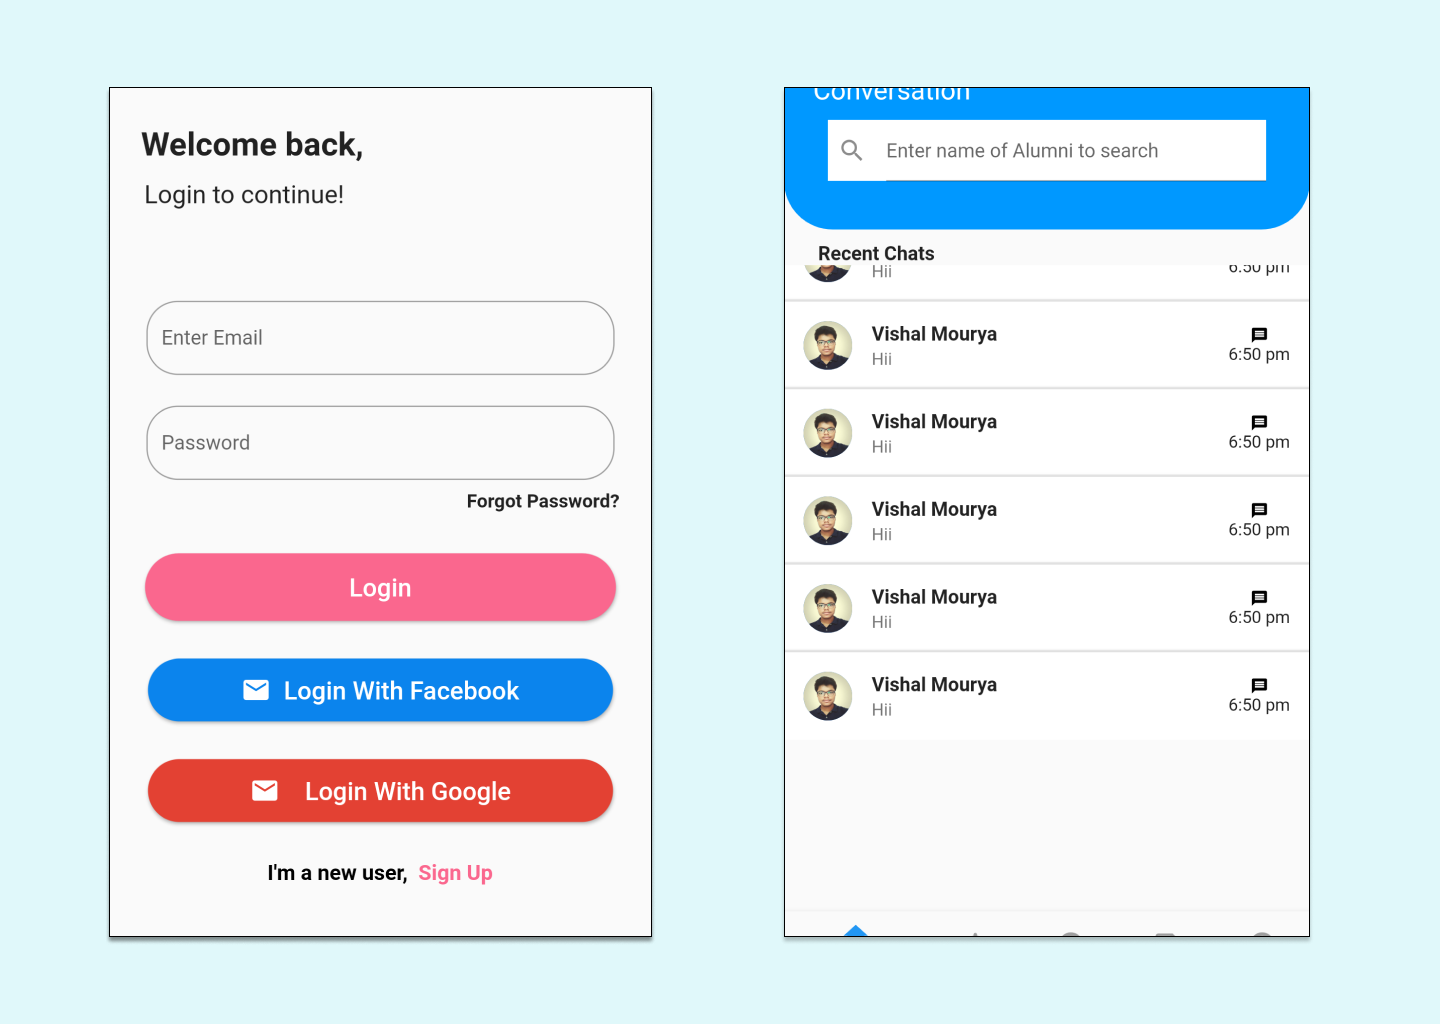 Welcome back,
Login to continue!
Enter Email
Password
Forgot Password?
Login
Login With Facebook
Login With Google
I'm a new user, Sign Up
Conversation
Enter name of Alumni to search
Recent Chats
Hii 6:50 pm
Vishal Mourya
Hii 6:50 pm
Vishal Mourya
Hii 6:50 pm
Vishal Mourya
Hii 6:50 pm
Vishal Mourya
Hii 6:50 pm
Vishal Mourya
Hii 6:50 pm